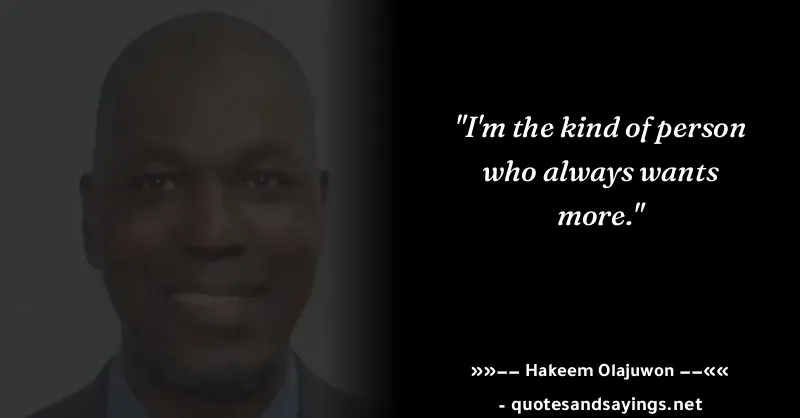 "I'm the kind of person
who always wants
more."
»»–– Hakeem Olajuwon ––««
- quotesandsayings.net